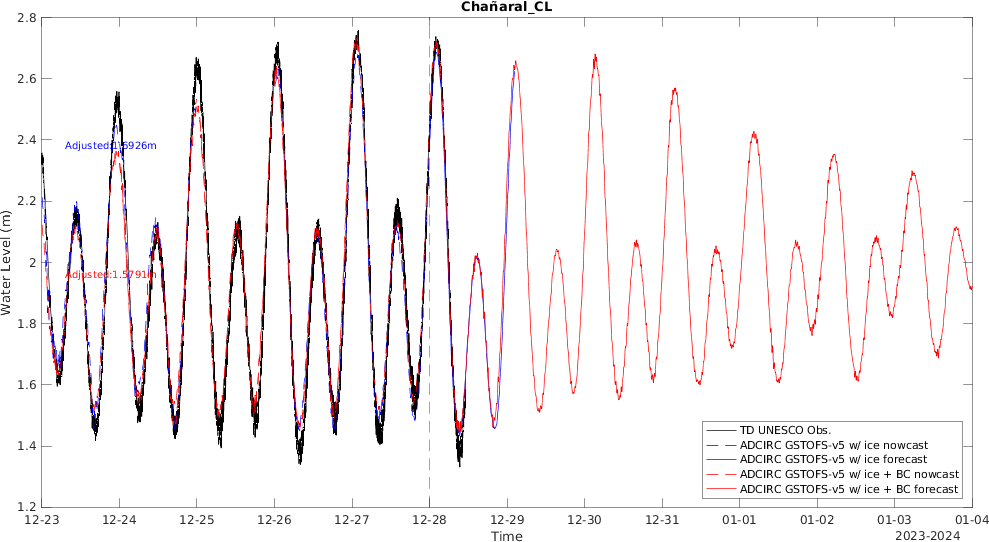 Chañaral_CL
2.8
2.6
2.4
2.2
2
1.8
1.6
1.4
1.2
Water Level (m)
Adjusted:1.5926m
Adjusted:1.5791m
TD UNESCO Obs.
ADCIRC GSTOFS-v5 w/ ice nowcast
ADCIRC GSTOFS-v5 w/ ice forecast
ADCIRC GSTOFS-v5 w/ ice + BC nowcast
ADCIRC GSTOFS-v5 w/ ice + BC forecast
12-23 12-24 12-25 12-26 12-27 12-28 12-29 12-30 12-31 01-01 01-02 01-03 01-04
Time
2023-2024